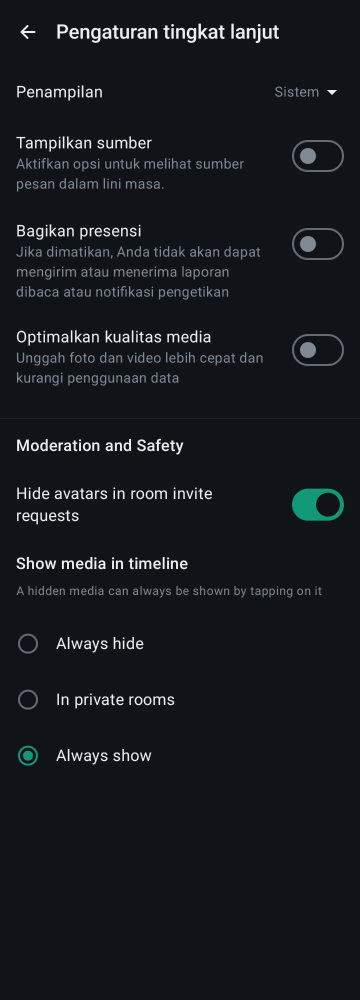 Pengaturan tingkat lanjut
Penampilan
Sistem
Tampilkan sumber
Aktifkan opsi untuk melihat sumber
pesan dalam lini masa.
Bagikan presensi
Jika dimatikan, Anda tidak akan dapat
mengirim atau menerima laporan
dibaca atau notifikasi pengetikan
Optimalkan kualitas media
Unggah foto dan video lebih cepat dan
kurangi penggunaan data
Moderation and Safety
Hide avatars in room invite
requests
Show media in timeline
A hidden media can always be shown by tapping on it
Always hide
In private rooms
Always show